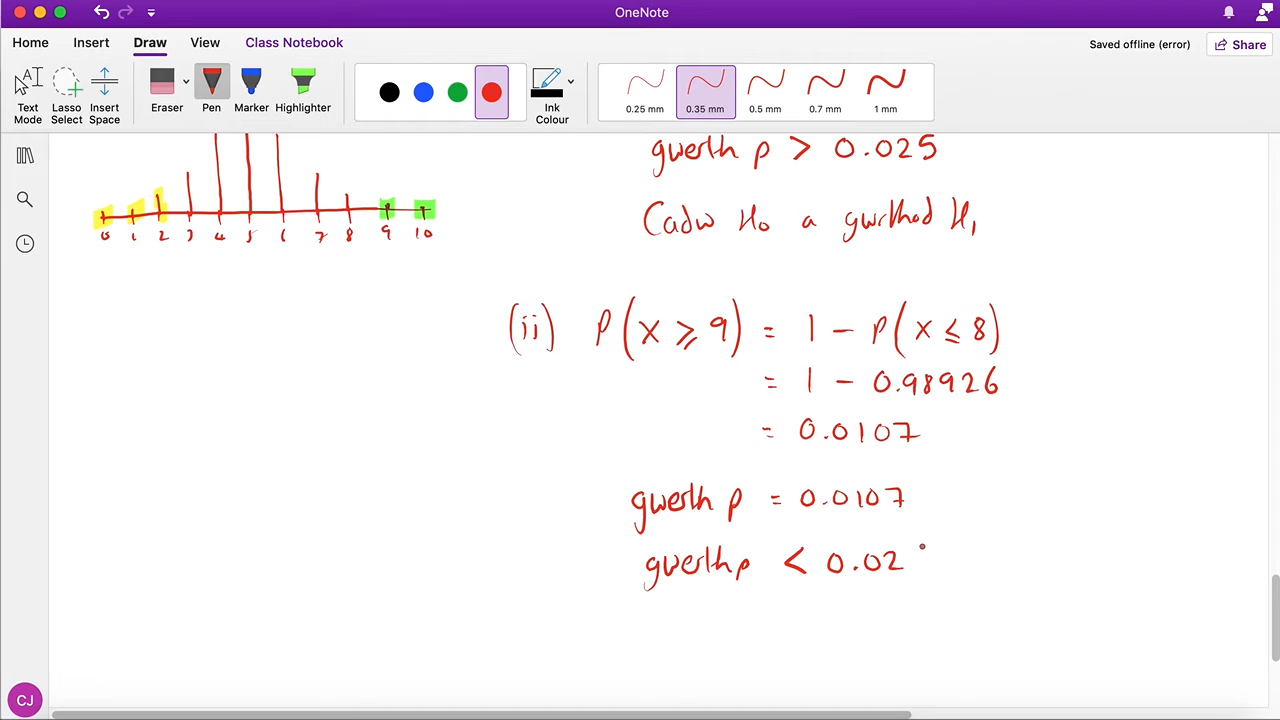 OneNote
Home Insert Draw View Class Notebook
Saved offline (error) Share
Text Mode
Lasso Select
Insert Space
Eraser
Pen
Marker
Highlighter
Ink Colour
0.25 mm
0.35 mm
0.5 mm
0.7 mm
1 mm
gwerth p > 0.025
Cadw H₀ a gwrthod H₁
0 1 2 3 4 5 6 7 8 9 10
(ii) P(X ⩾ 9) = 1 − P(X ≤ 8)
= 1 − 0.98926
= 0.0107
gwerth p = 0.0107
gwerth p < 0.02
CJ